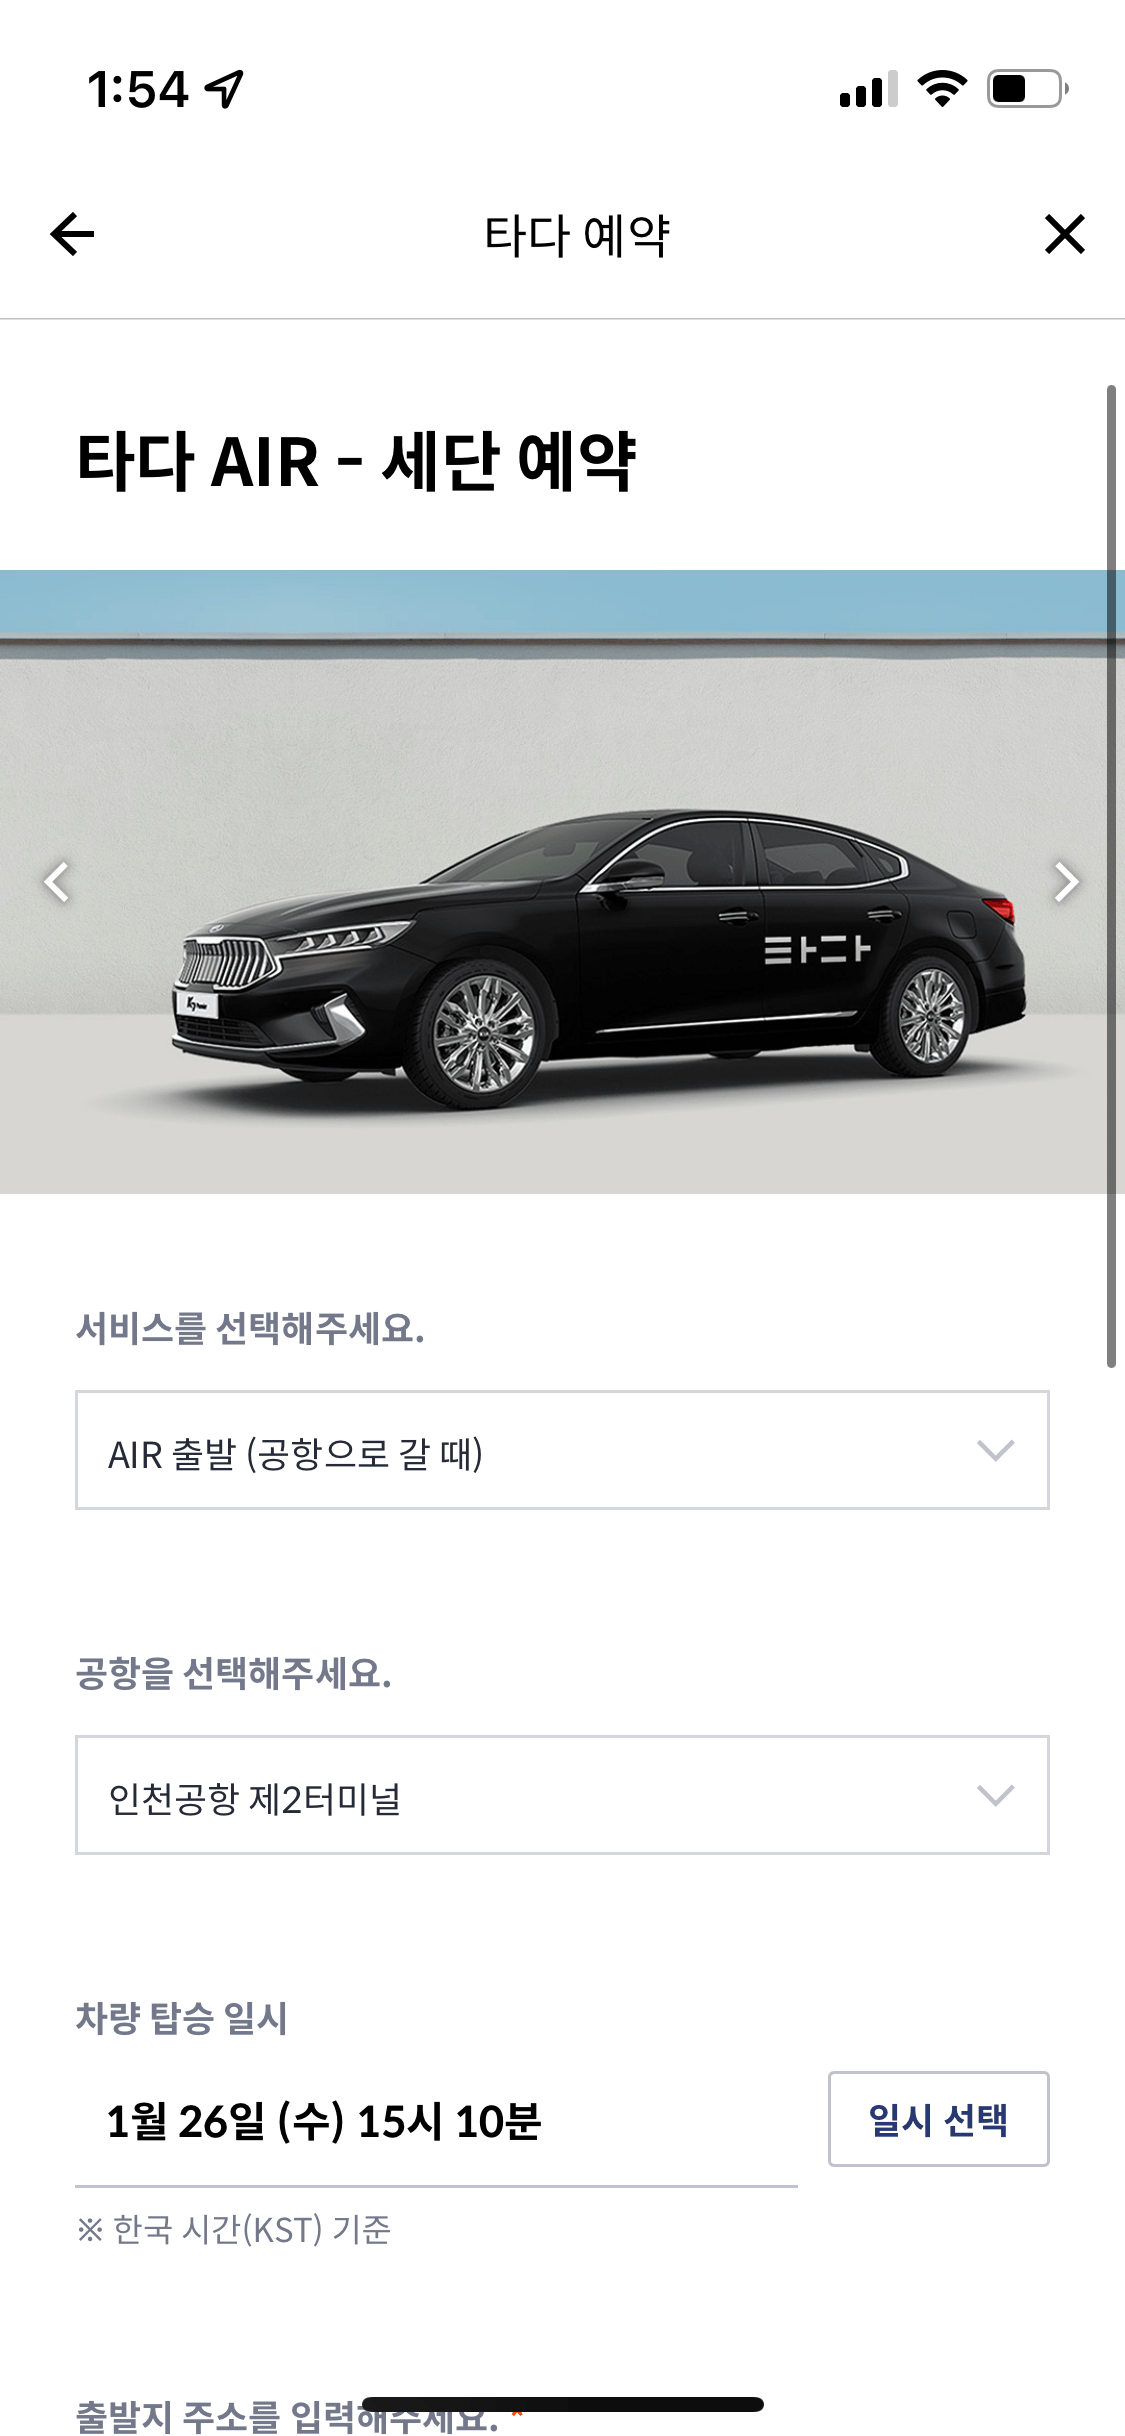 1:54
타다 예약
타다 AIR - 세단 예약
타다
K9
서비스를 선택해주세요.
AIR 출발 (공항으로 갈 때)
공항을 선택해주세요.
인천공항 제2터미널
차량 탑승 일시
1월 26일 (수) 15시 10분
일시 선택
※ 한국 시간(KST) 기준
출발지 주소를 입력해주세요. *